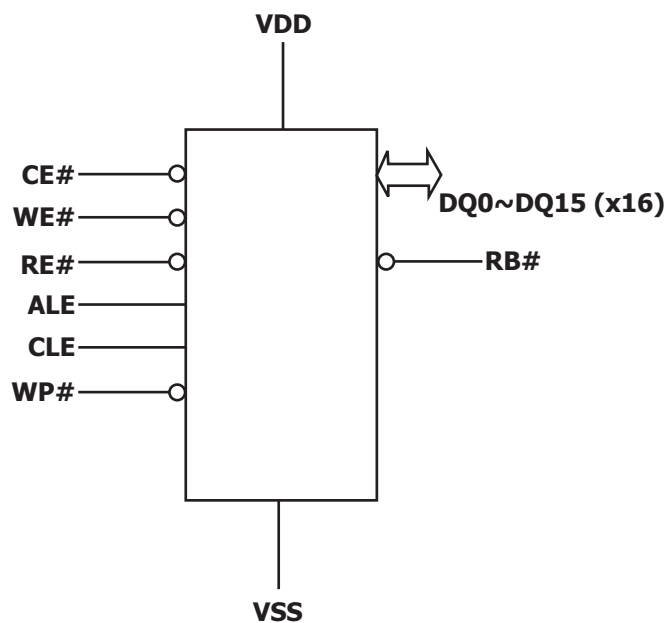 VDD
CE#
WE#
RE#
ALE
CLE
WP#
DQ0~DQ15 (x16)
RB#
VSS